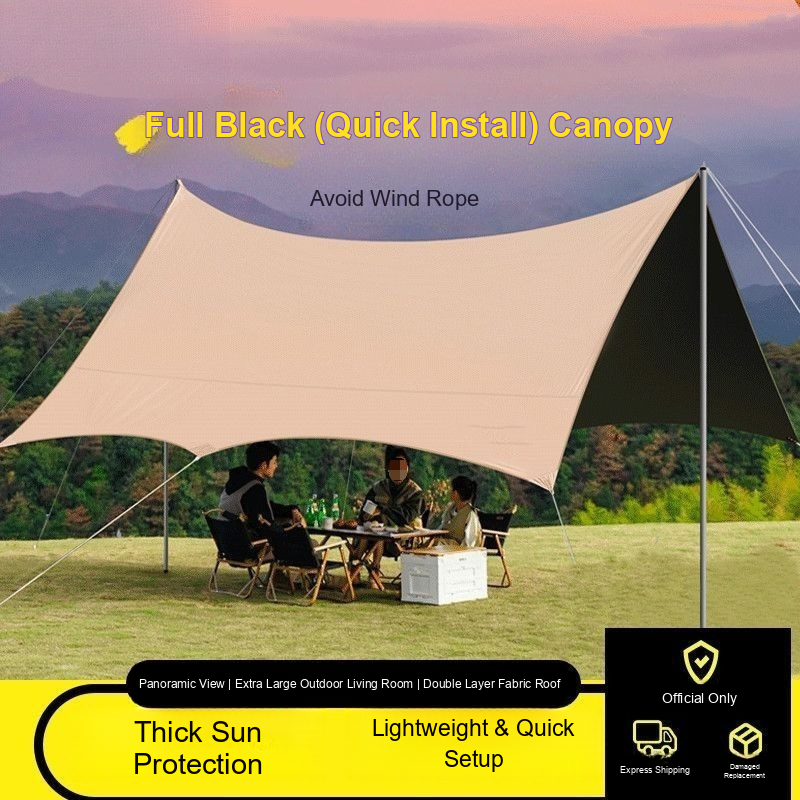 Full Black (Quick Install) Canopy
Avoid Wind Rope
Panoramic View | Extra Large Outdoor Living Room | Double Layer Fabric Roof
Thick Sun
Protection
Lightweight & Quick
Setup
Official Only
Express Shipping
Damaged
Replacement